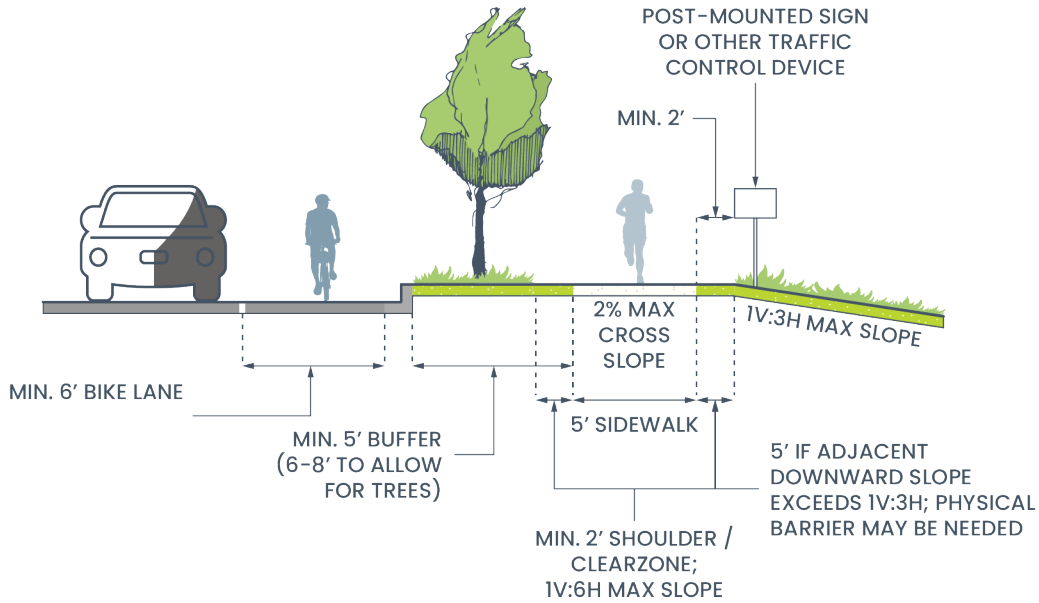 POST-MOUNTED SIGN
OR OTHER TRAFFIC
CONTROL DEVICE
MIN. 2'
2% MAX
CROSS
SLOPE
1V:3H MAX SLOPE
MIN. 6' BIKE LANE
5' SIDEWALK
MIN. 5' BUFFER
(6-8' TO ALLOW
FOR TREES)
5' IF ADJACENT
DOWNWARD SLOPE
EXCEEDS 1V:3H; PHYSICAL
BARRIER MAY BE NEEDED
MIN. 2' SHOULDER /
CLEARZONE;
1V:6H MAX SLOPE